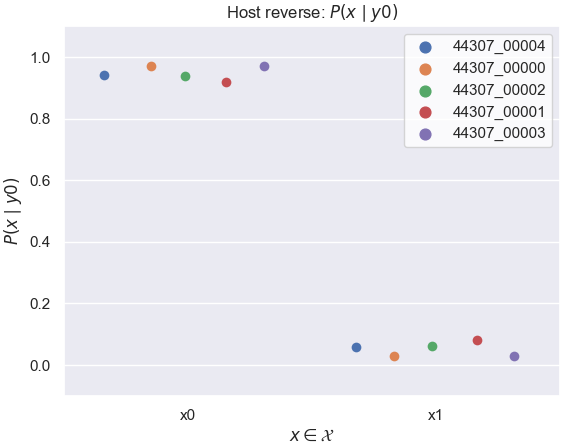 Host reverse: P(x | y0)
1.0
0.8
0.6
0.4
0.2
0.0
P(x | y0)
44307_00004
44307_00000
44307_00002
44307_00001
44307_00003
x0
x1
x ∈ 𝒳